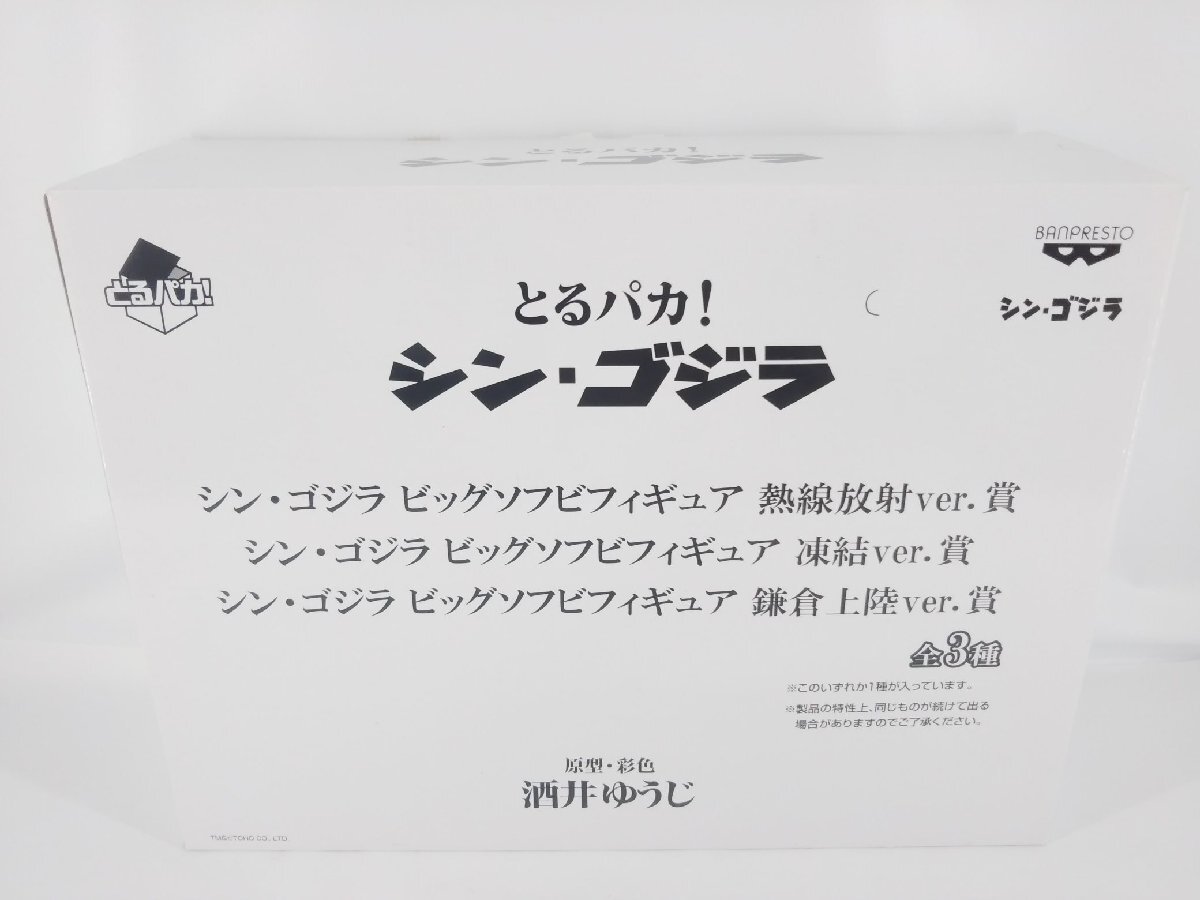 とるパカ!
シン・ゴジラ
とるパカ!
BANPRESTO
シン・ゴジラ
とるパカ!
シン・ゴジラ
シン・ゴジラ ビッグソフビフィギュア 熱線放射ver.賞
シン・ゴジラ ビッグソフビフィギュア 凍結ver.賞
シン・ゴジラ ビッグソフビフィギュア 鎌倉上陸ver.賞
全3種
※このいずれか1種が入っています。
※製品の特性上、同じものが続けて出る
場合がありますのでご了承ください。
原型・彩色
酒井ゆうじ
TM&©TOHO CO., LTD.